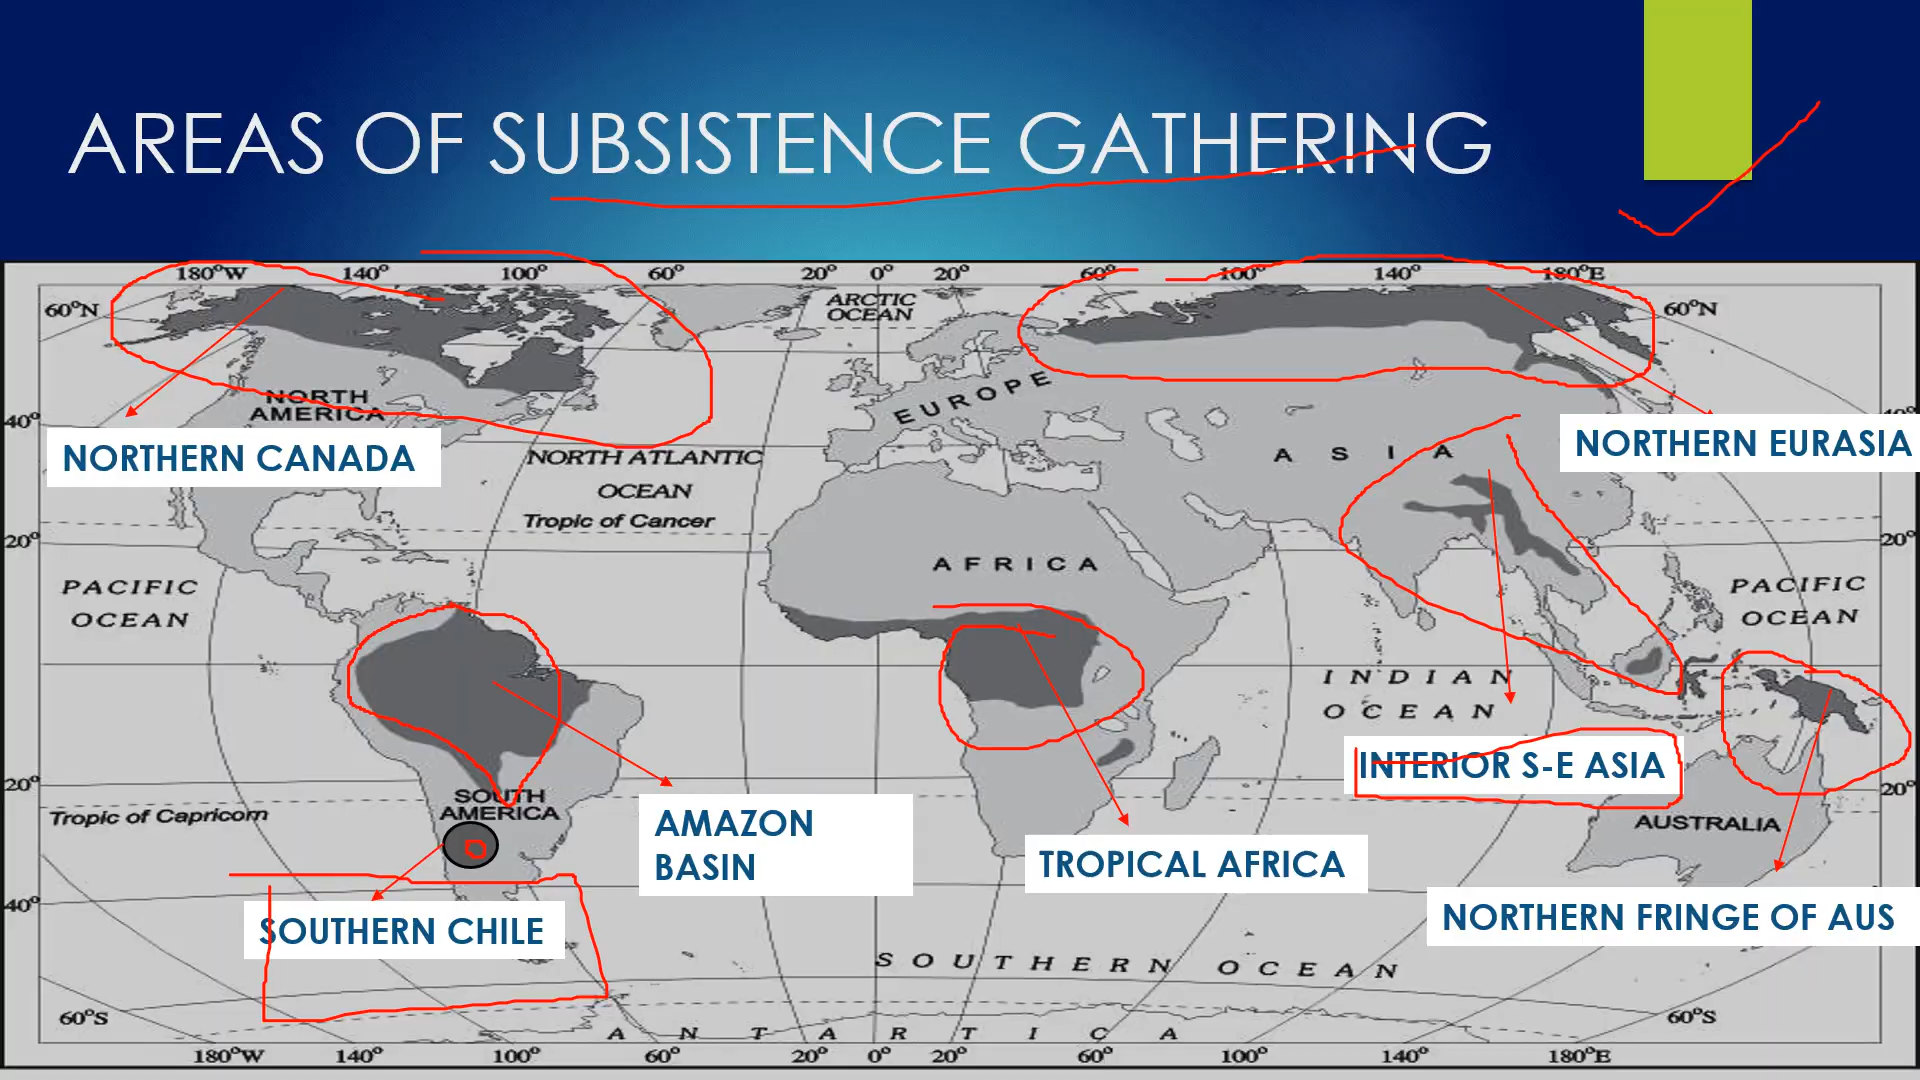 AREAS OF SUBSISTENCE GATHERING
180°W 140° 100° 60° 20° 0° 20° 60° 100° 140° 180°E
60°N
ARCTIC
OCEAN
60°N
NORTH
AMERICA
EUROPE
40°
40°
NORTHERN CANADA
NORTH ATLANTIC
OCEAN
Tropic of Cancer
ASIA
NORTHERN EURASIA
20°
20°
AFRICA
PACIFIC
OCEAN
PACIFIC
OCEAN
INDIAN
OCEAN
INTERIOR S-E ASIA
20°
20°
Tropic of Capricorn
SOUTH
AMERICA
AMAZON
BASIN
AUSTRALIA
TROPICAL AFRICA
40°
SOUTHERN CHILE
NORTHERN FRINGE OF AUS
SOUTHERN OCEAN
60°S
60°S
ANTARTICA
180°W 140° 100° 60° 20° 0° 20° 60° 100° 140° 180°E